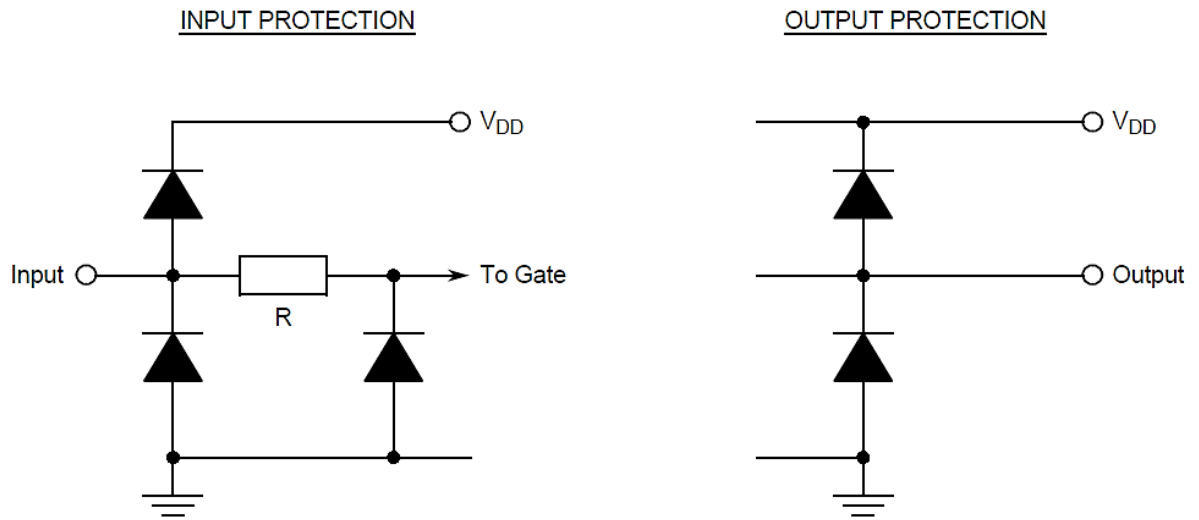 INPUT PROTECTION
OUTPUT PROTECTION
VDD
VDD
Input
To Gate
Output
R